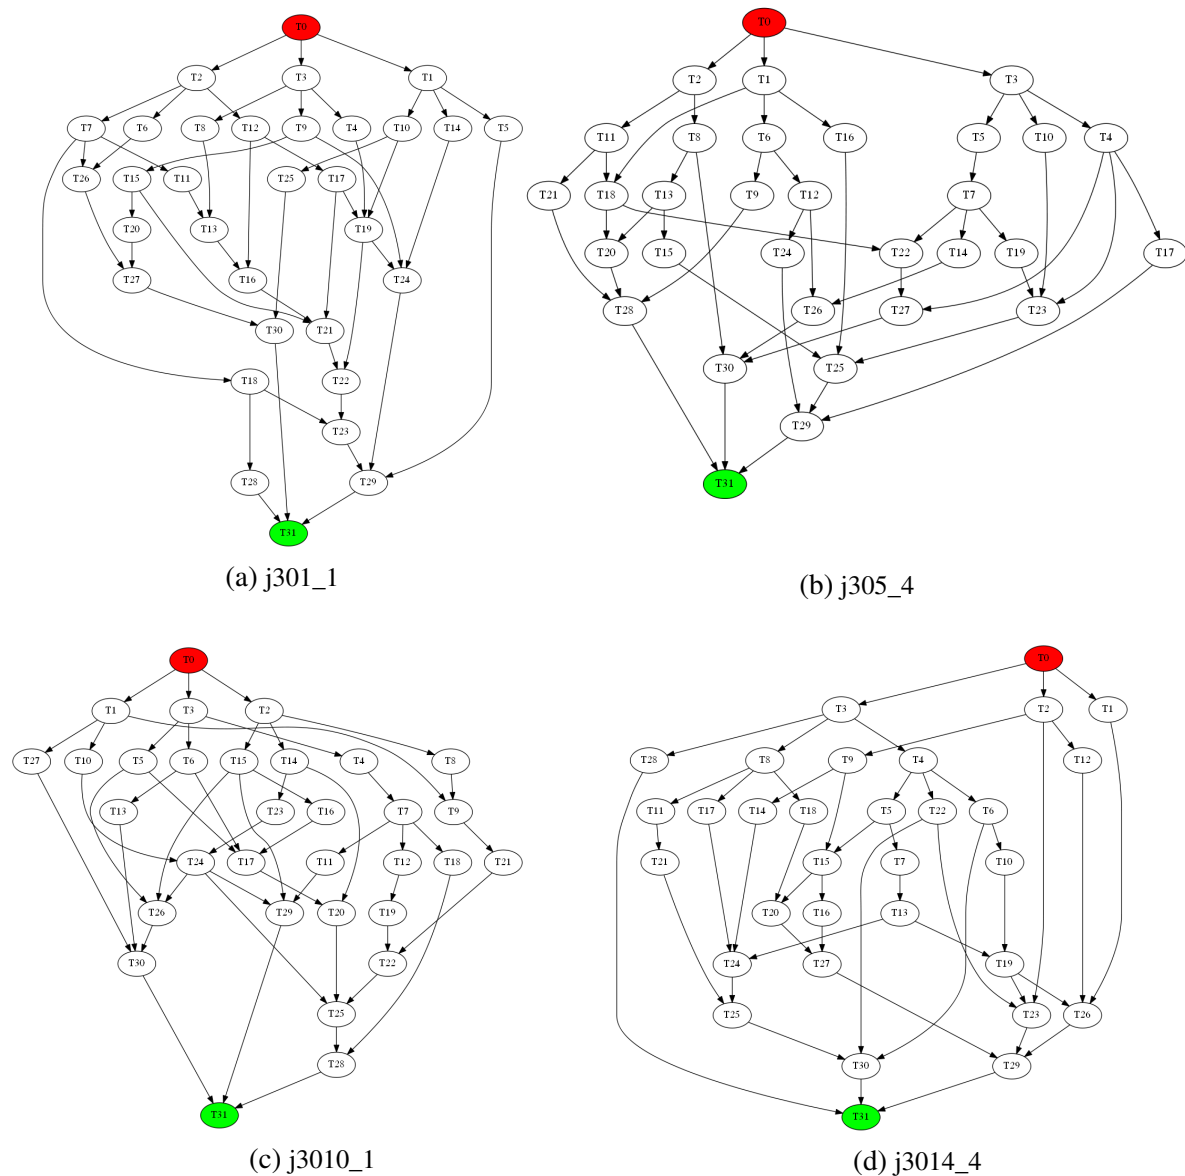 T0
T2 T3 T1
T7 T6 T8 T12 T9 T4 T10 T14 T5
T26 T15 T11 T25 T17
T20 T13 T19
T27 T16 T24
T30 T21
T18 T22
T23
T28 T29
T31
(a) j301_1
T0
T2 T1 T3
T11 T8 T6 T16 T5 T10 T4
T21 T18 T13 T9 T12 T7
T20 T15 T24 T22 T14 T19 T17
T28 T26 T27 T23
T30 T25
T29
T31
(b) j305_4
T0
T1 T3 T2
T27 T10 T5 T6 T15 T14 T4 T8
T13 T23 T16 T7 T9
T24 T17 T11 T12 T18 T21
T26 T29 T20 T19
T30 T22
T25
T28
T31
(c) j3010_1
T0
T3 T2 T1
T28 T8 T9 T4 T12
T11 T17 T14 T18 T5 T22 T6
T21 T15 T7 T10
T20 T16 T13
T24 T27 T19
T25 T23 T26
T30 T29
T31
(d) j3014_4